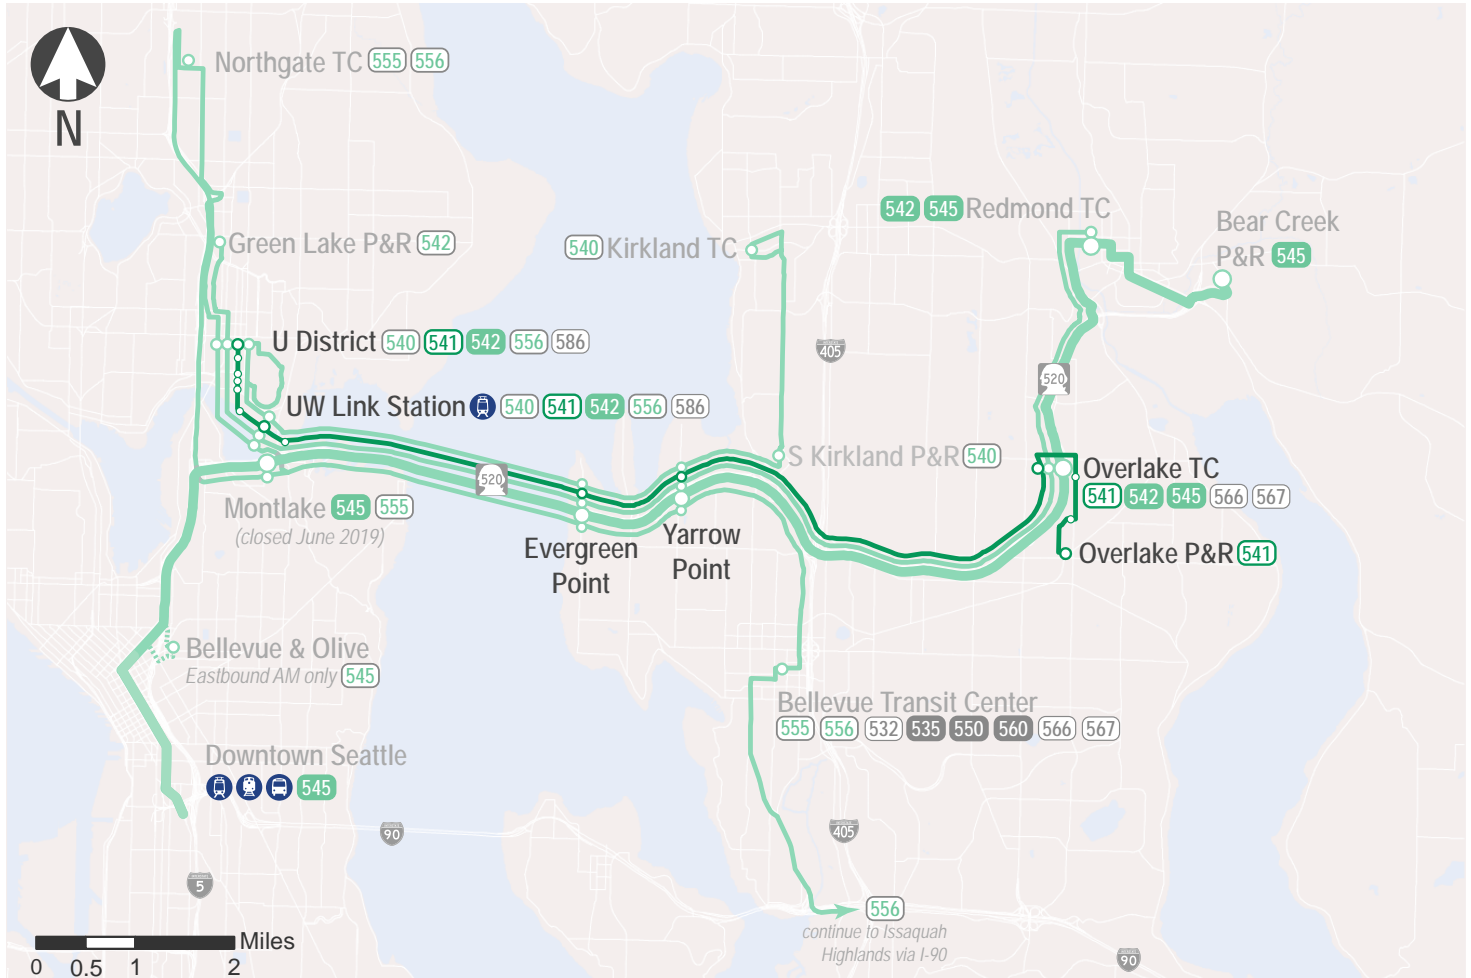 Northgate TC 555 556
N
542 545 Redmond TC
Bear Creek
P&R 545
Green Lake P&R 542
540 Kirkland TC
U District 540 541 542 556 586
405
520
UW Link Station 540 541 542 556 586
S Kirkland P&R 540
Overlake TC
541 542 545 566 567
520
Montlake 545 555
(closed June 2019)
Evergreen
Point
Yarrow
Point
Overlake P&R 541
Bellevue & Olive
Eastbound AM only 545
Bellevue Transit Center
555 556 532 535 550 560 566 567
Downtown Seattle
545
90
405
5
556
continue to Issaquah
Highlands via I-90
90
Miles
0 0.5 1 2